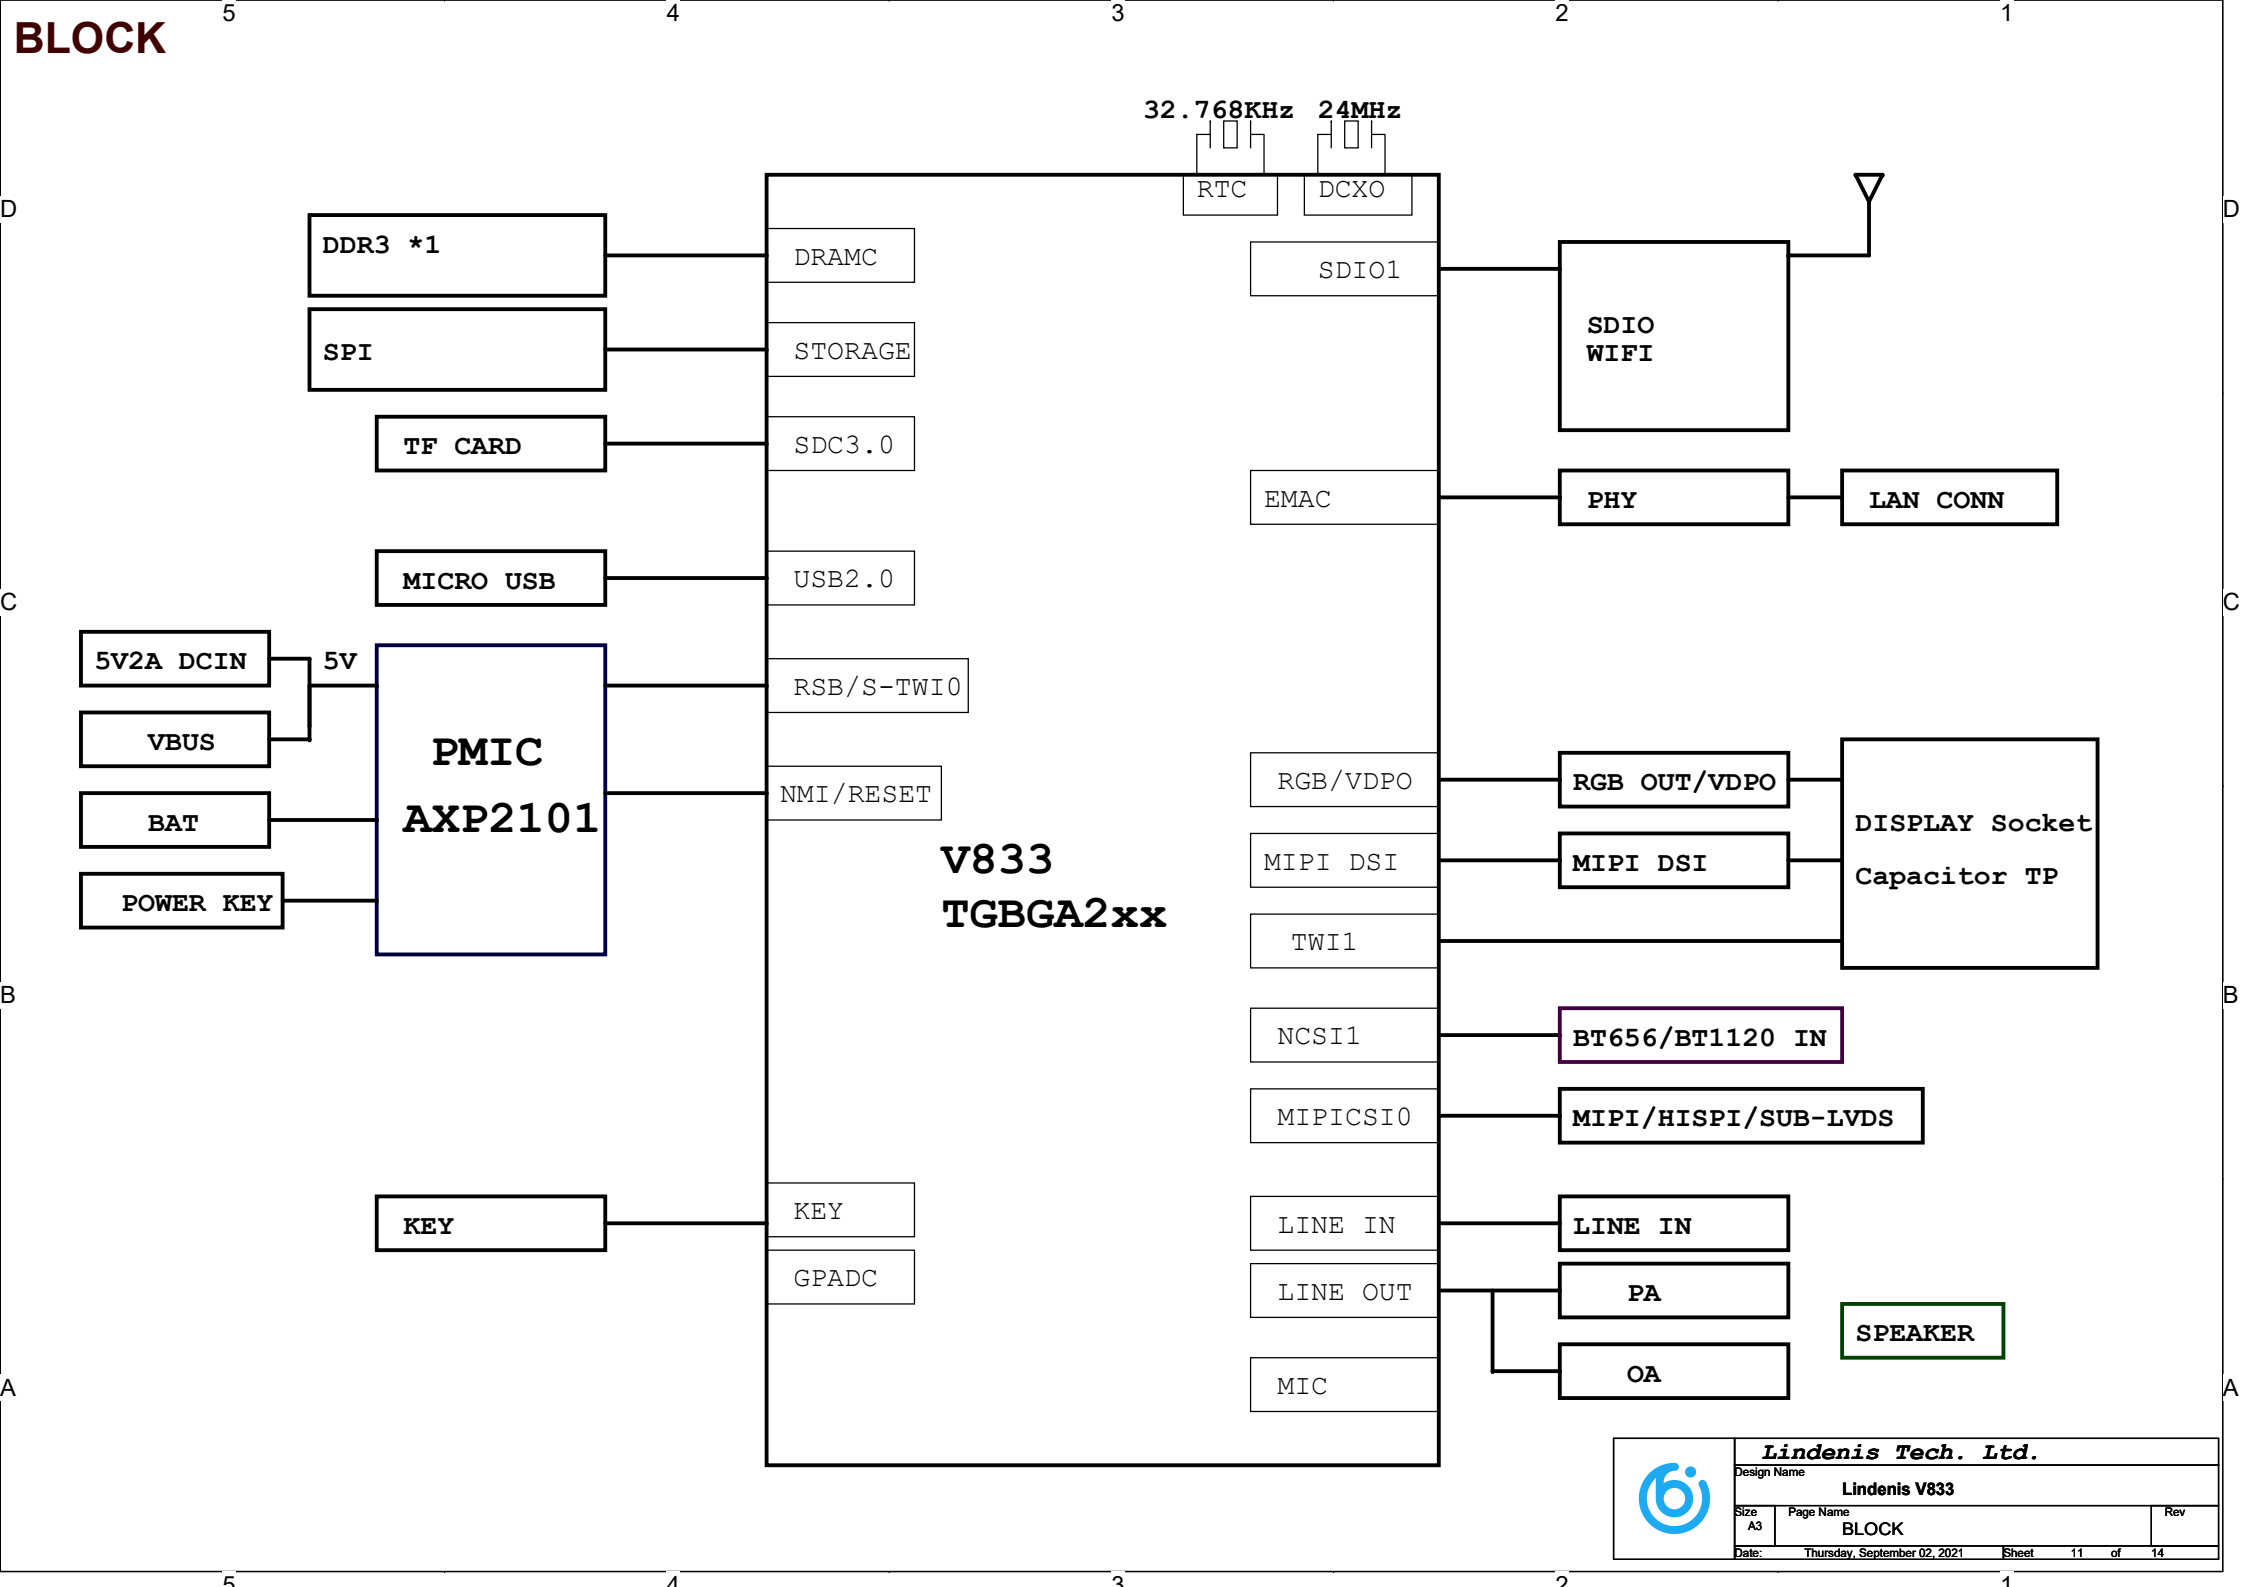 5 4 3 2 1
BLOCK
32.768KHz 24MHz
RTC DCXO
D D
DDR3 *1
DRAMC
SDIO1
SPI
STORAGE
SDIO
WIFI
TF CARD
SDC3.0
EMAC
PHY
LAN CONN
MICRO USB
USB2.0
C C
5V2A DCIN
5V
RSB/S-TWI0
VBUS
PMIC
AXP2101
NMI/RESET
BAT
POWER KEY
V833
TGBGA2xx
RGB/VDPO
RGB OUT/VDPO
DISPLAY Socket
Capacitor TP
MIPI DSI
MIPI DSI
TWI1
B B
NCSI1
BT656/BT1120 IN
MIPICSI0
MIPI/HISPI/SUB-LVDS
KEY
KEY
GPADC
LINE IN
LINE IN
LINE OUT
PA
SPEAKER
OA
MIC
A A
Lindenis Tech. Ltd.
Design Name
Lindenis V833
Size
A3
Page Name
BLOCK
Rev
Date: Thursday, September 02, 2021 Sheet 11 of 14
5 4 3 2 1